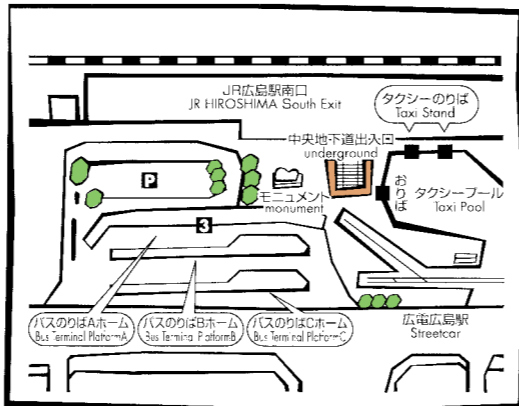 JR広島駅南口
JR HIROSHIMA South Exit
タクシーのりば
Taxi Stand
中央地下道出入口
underground
P
モニュメント
monument
おりば
タクシープール
Taxi Pool
3
バスのりばAホーム
Bus Terminal PlatformA
バスのりばBホーム
Bus Terminal PlatformB
バスのりばCホーム
Bus Terminal PlatformC
広電広島駅
Streetcar